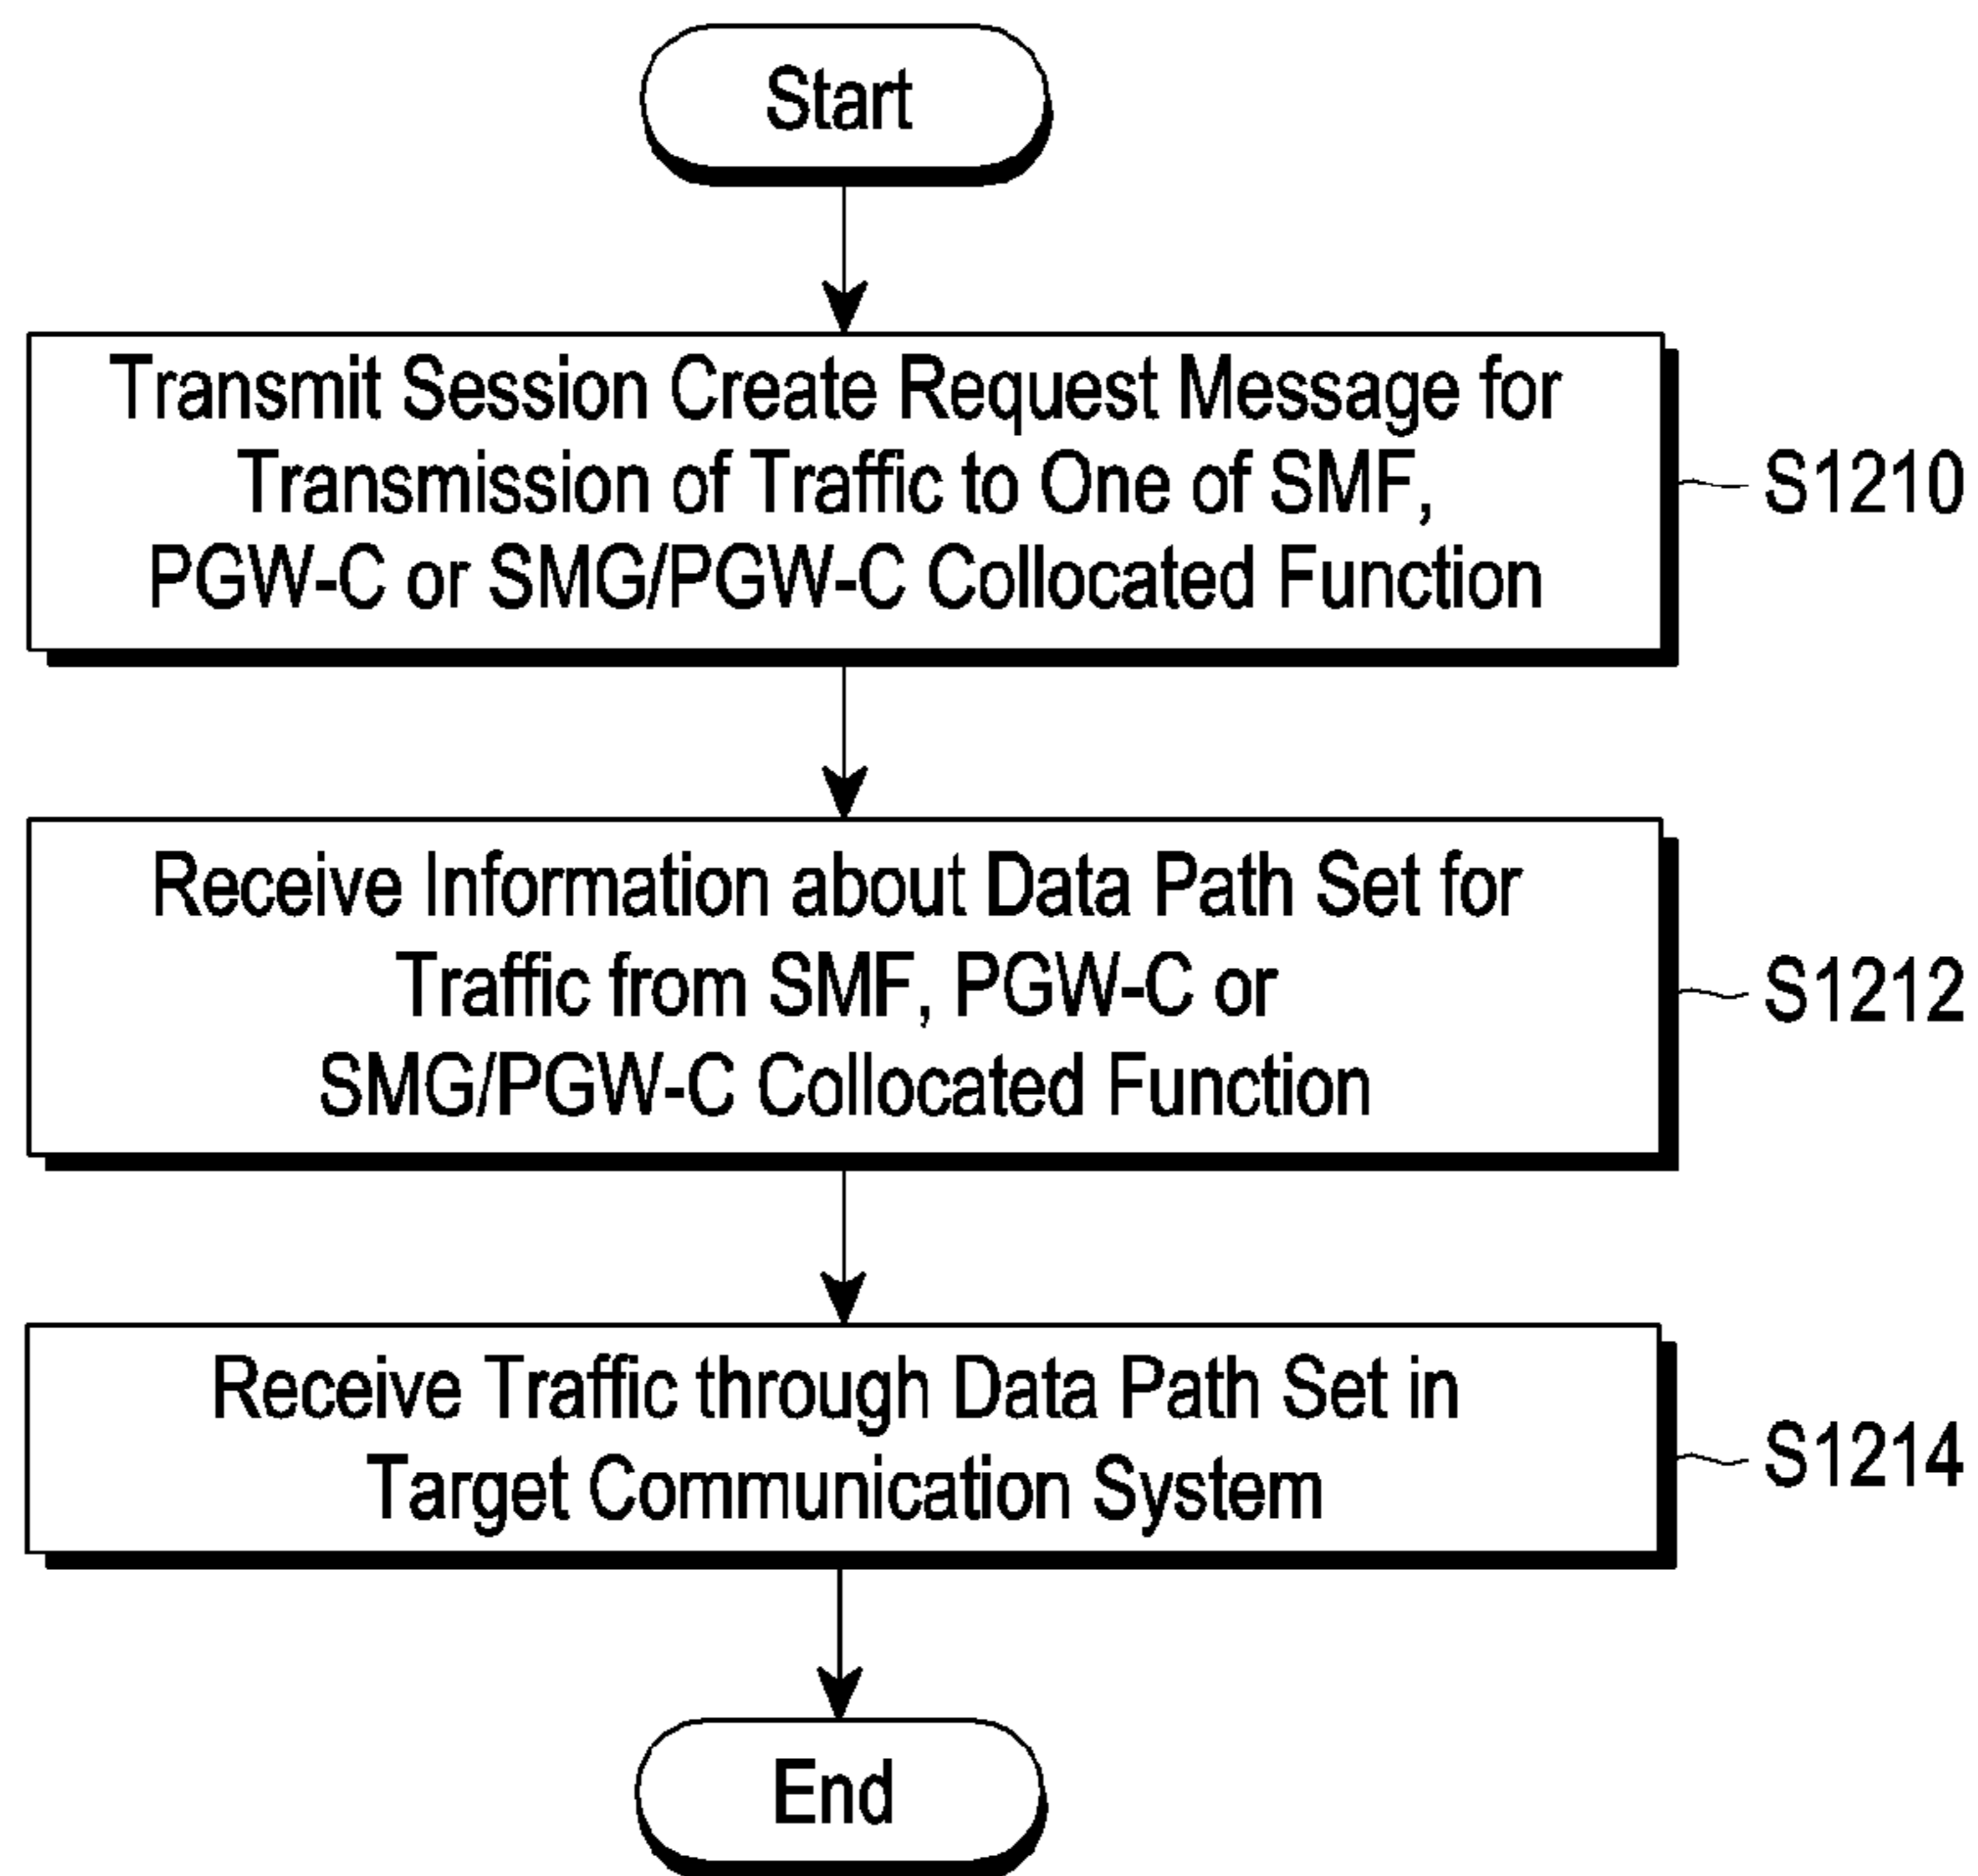 Start
Transmit Session Create Request Message for
Transmission of Traffic to One of SMF,
PGW-C or SMG/PGW-C Collocated Function
S1210
Receive Information about Data Path Set for
Traffic from SMF, PGW-C or
SMG/PGW-C Collocated Function
S1212
Receive Traffic through Data Path Set in
Target Communication System
S1214
End